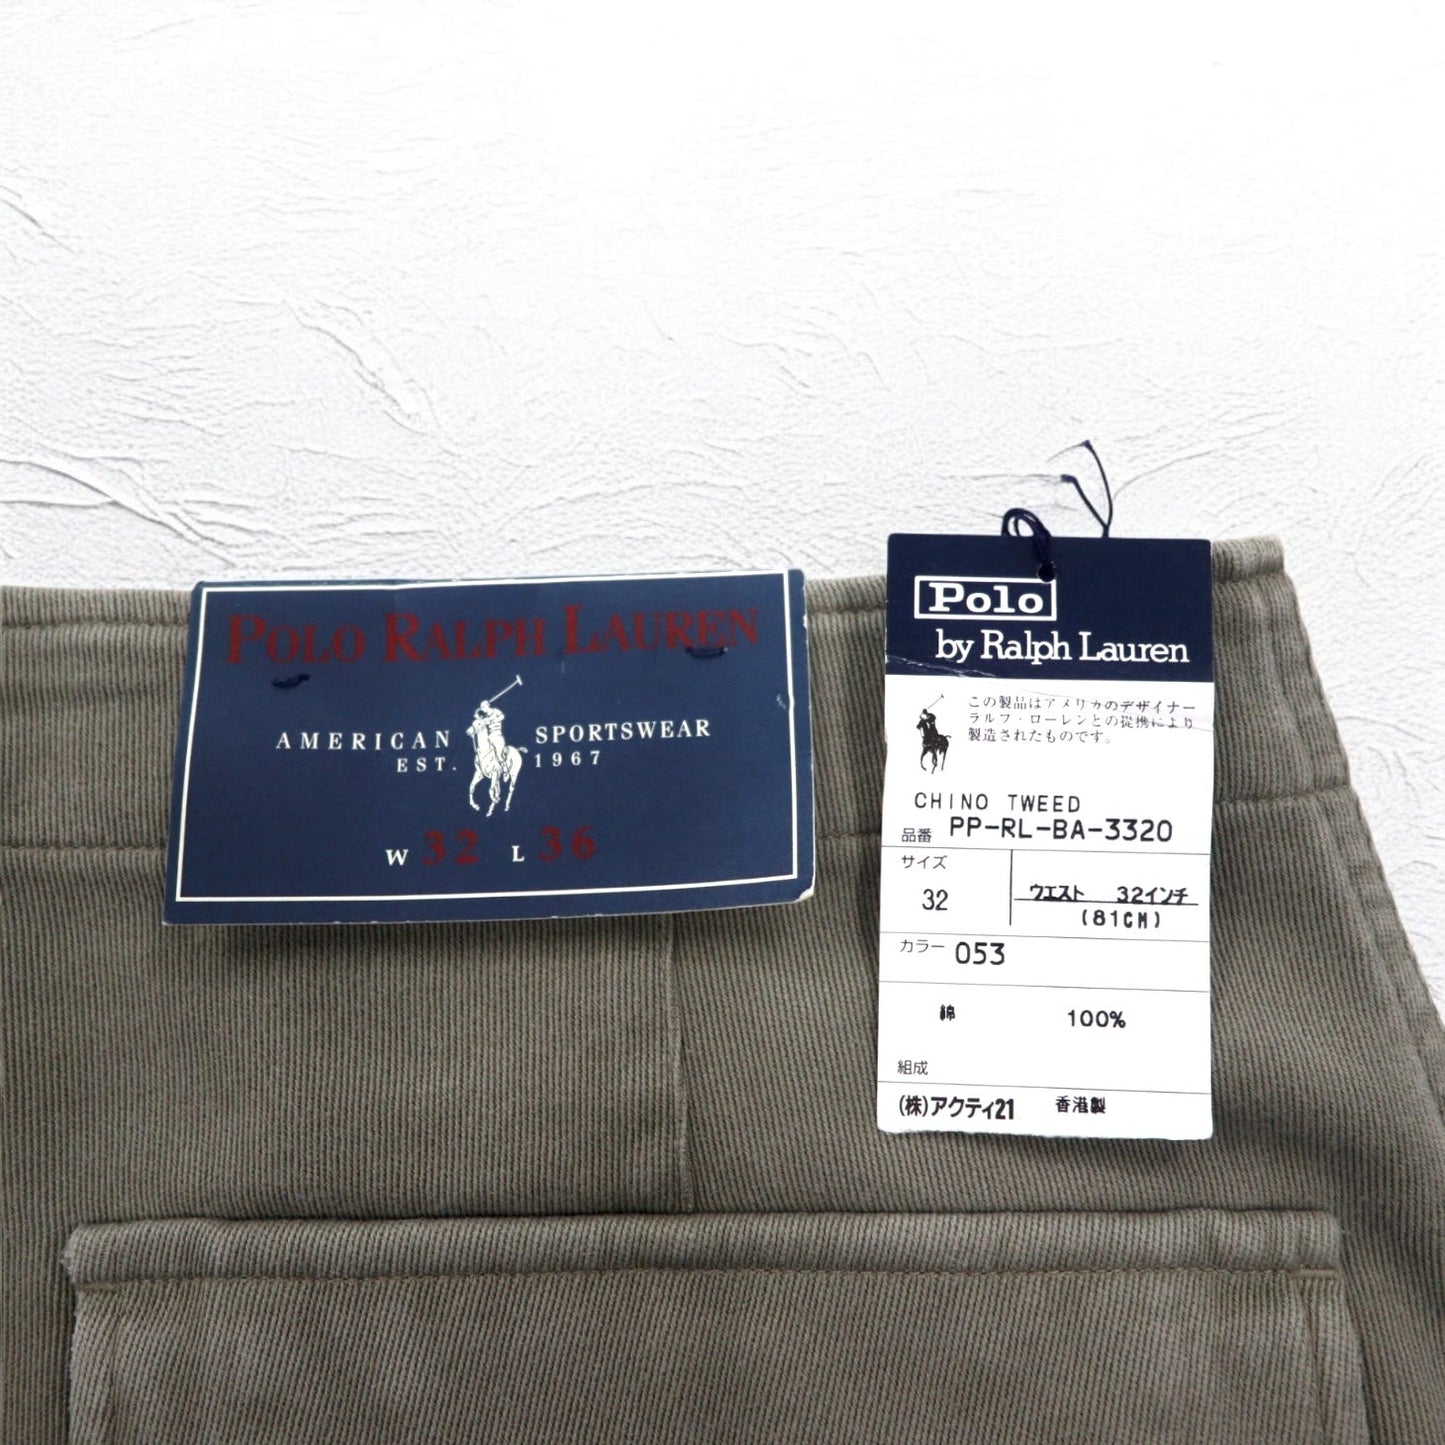 POLO RALPH LAUREN
AMERICAN SPORTSWEAR
EST. 1967
W 32 L 36
Polo
by Ralph Lauren
この製品はアメリカのデザイナー
ラルフ・ローレンとの提携により
製造されたものです。
CHINO TWEED
品番 PP-RL-BA-3320
サイズ
32 ウエスト 32インチ
(81CM)
カラー 053
綿 100%
組成
(株)アクティ21 香港製